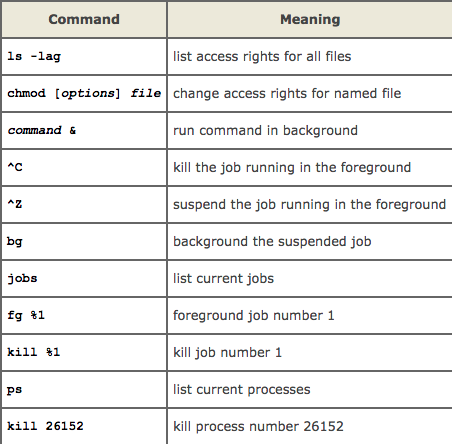 Command Meaning
ls -lag list access rights for all files
chmod [options] file change access rights for named file
command & run command in background
^C kill the job running in the foreground
^Z suspend the job running in the foreground
bg background the suspended job
jobs list current jobs
fg %1 foreground job number 1
kill %1 kill job number 1
ps list current processes
kill 26152 kill process number 26152